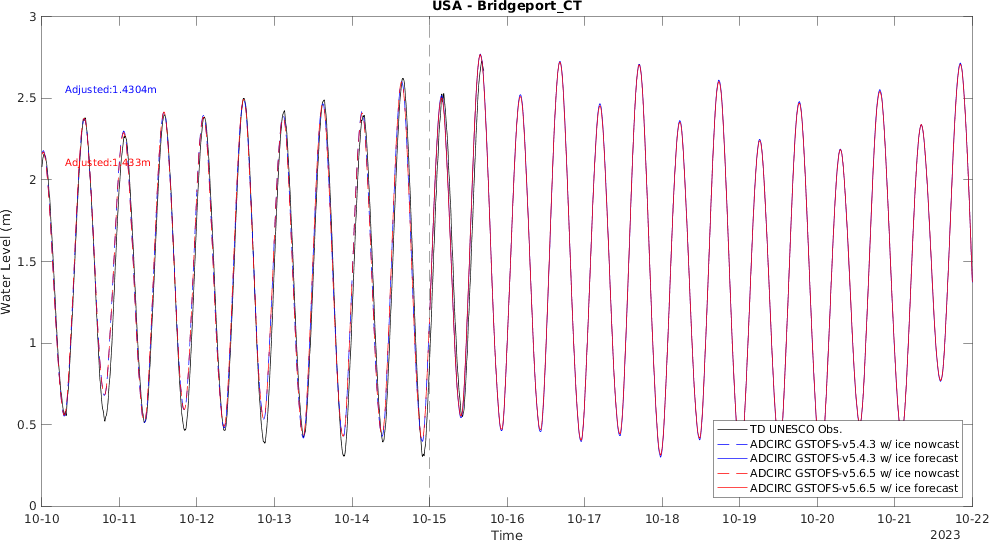 USA - Bridgeport_CT
3
2.5
2
1.5
1
0.5
0
Water Level (m)
Adjusted:1.4304m
Adjusted:1.433m
TD UNESCO Obs.
ADCIRC GSTOFS-v5.4.3 w/ ice nowcast
ADCIRC GSTOFS-v5.4.3 w/ ice forecast
ADCIRC GSTOFS-v5.6.5 w/ ice nowcast
ADCIRC GSTOFS-v5.6.5 w/ ice forecast
10-10 10-11 10-12 10-13 10-14 10-15 10-16 10-17 10-18 10-19 10-20 10-21 10-22
Time
2023